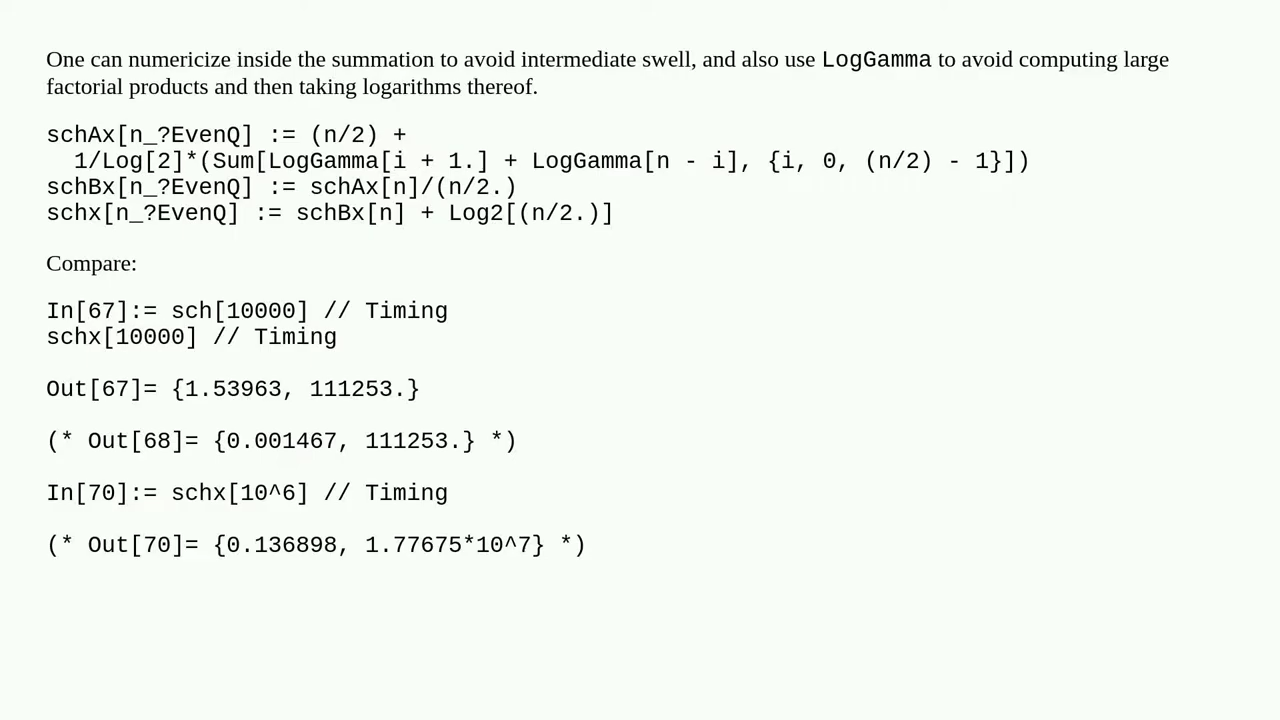 One can numericize inside the summation to avoid intermediate swell, and also use LogGamma to avoid computing large
factorial products and then taking logarithms thereof.
schAx[n_?EvenQ] := (n/2) +
  1/Log[2]*(Sum[LogGamma[i + 1.] + LogGamma[n - i], {i, 0, (n/2) - 1}])
schBx[n_?EvenQ] := schAx[n]/(n/2.)
schx[n_?EvenQ] := schBx[n] + Log2[(n/2.)]
Compare:
In[67]:= sch[10000] // Timing
schx[10000] // Timing
Out[67]= {1.53963, 111253.}
(* Out[68]= {0.001467, 111253.} *)
In[70]:= schx[10^6] // Timing
(* Out[70]= {0.136898, 1.77675*10^7} *)